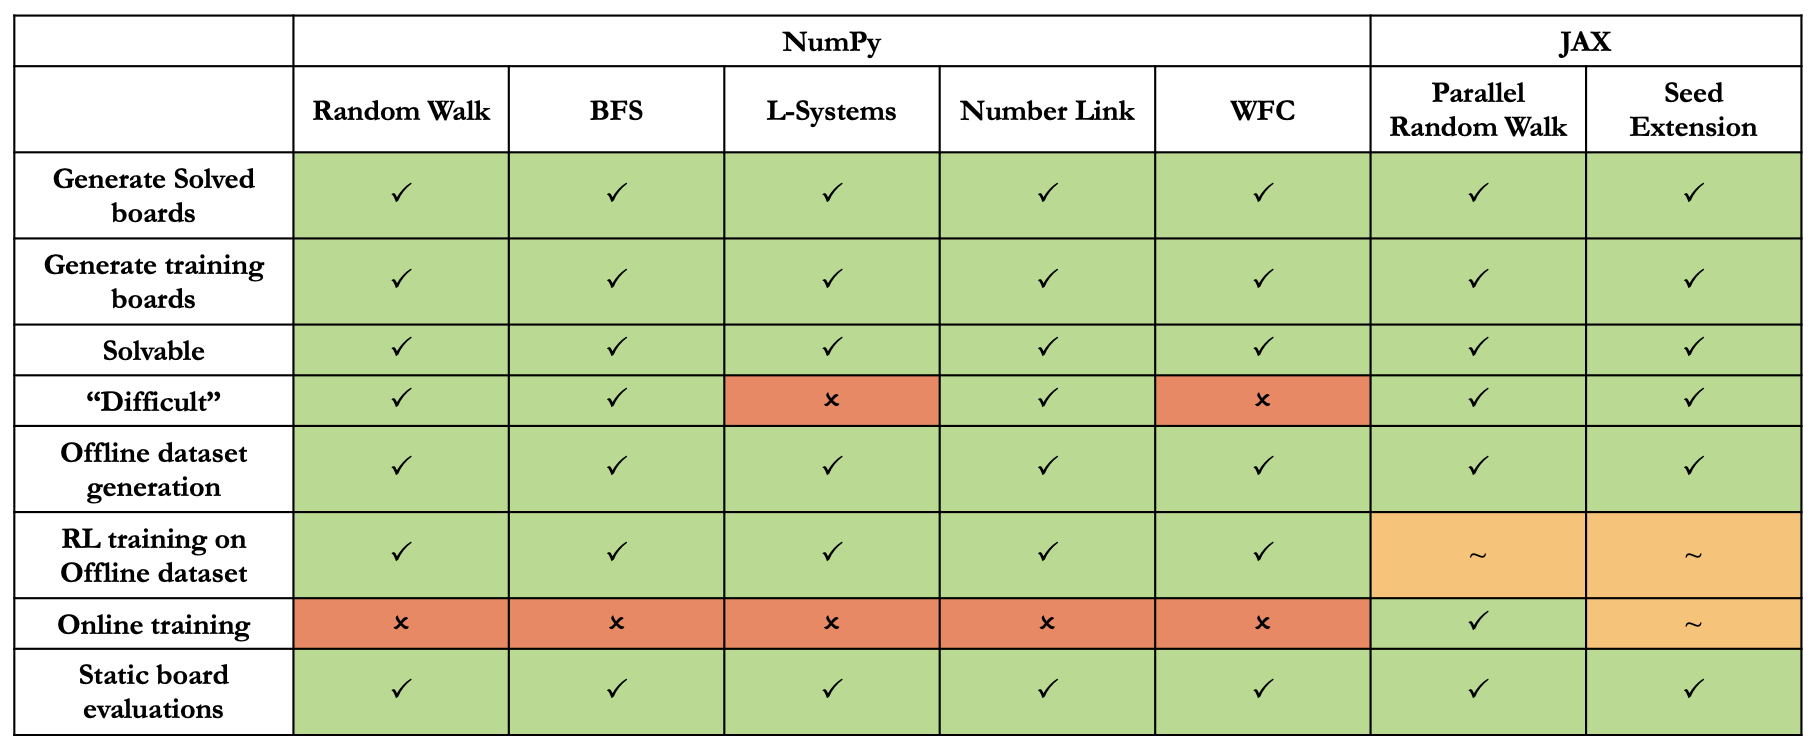 NumPy JAX
Random Walk BFS L-Systems Number Link WFC Parallel Random Walk Seed Extension
Generate Solved boards ✓ ✓ ✓ ✓ ✓ ✓ ✓
Generate training boards ✓ ✓ ✓ ✓ ✓ ✓ ✓
Solvable ✓ ✓ ✓ ✓ ✓ ✓ ✓
“Difficult” ✓ ✓ × ✓ × ✓ ✓
Offline dataset generation ✓ ✓ ✓ ✓ ✓ ✓ ✓
RL training on Offline dataset ✓ ✓ ✓ ✓ ✓ ~ ~
Online training × × × × × ✓ ~
Static board evaluations ✓ ✓ ✓ ✓ ✓ ✓ ✓